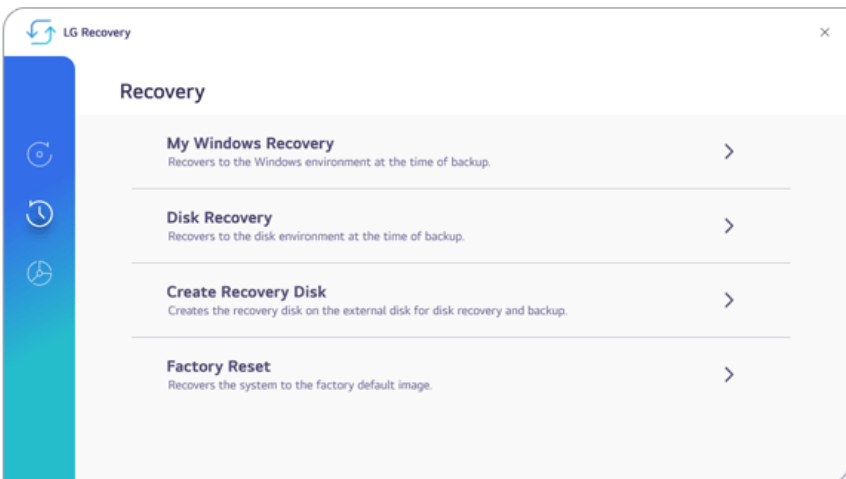 LG Recovery
Recovery
My Windows Recovery
Recovers to the Windows environment at the time of backup.
Disk Recovery
Recovers to the disk environment at the time of backup.
Create Recovery Disk
Creates the recovery disk on the external disk for disk recovery and backup.
Factory Reset
Recovers the system to the factory default image.